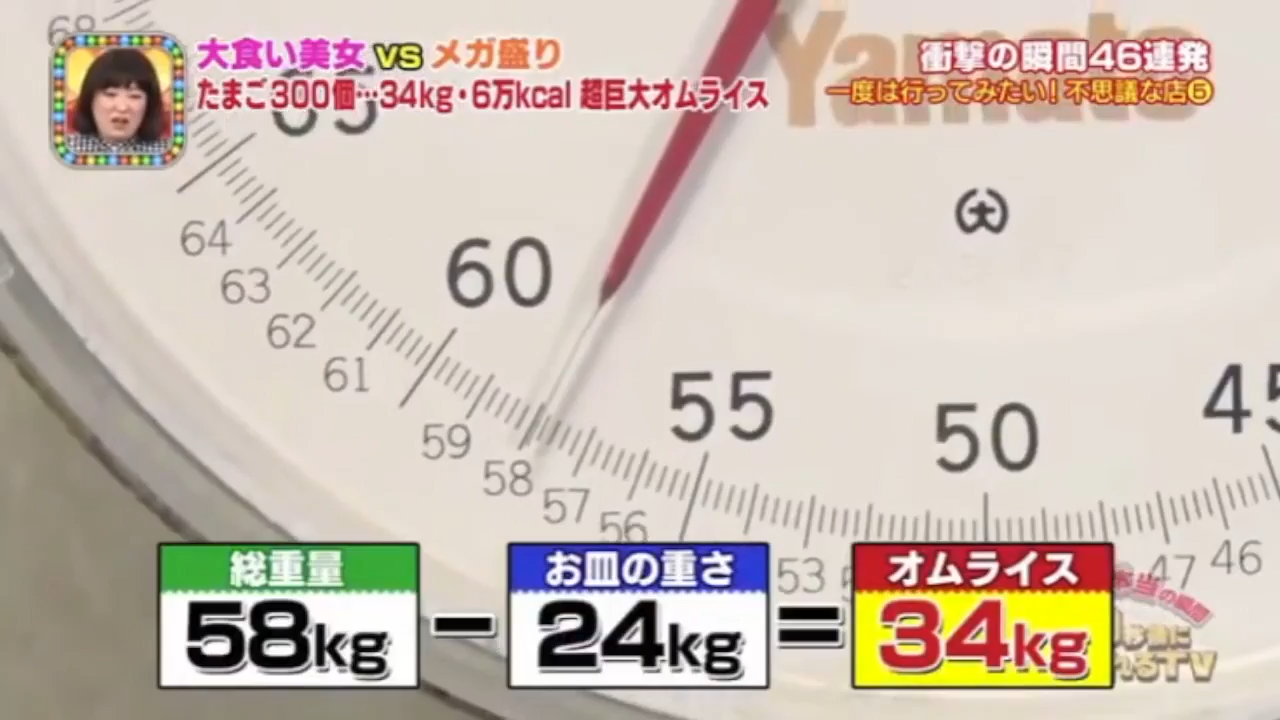 大食い美女 vs メガ盛り
たまご300個…34kg・6万kcal 超巨大オムライス
衝撃の瞬間46連発
一度は行ってみたい!不思議な店❻
Yamato
68
65
64
63
62
61
60
59
58
57
56
55
53
50
47
46
45
総重量
58kg
−
お皿の重さ
24kg
=
オムライス
34kg